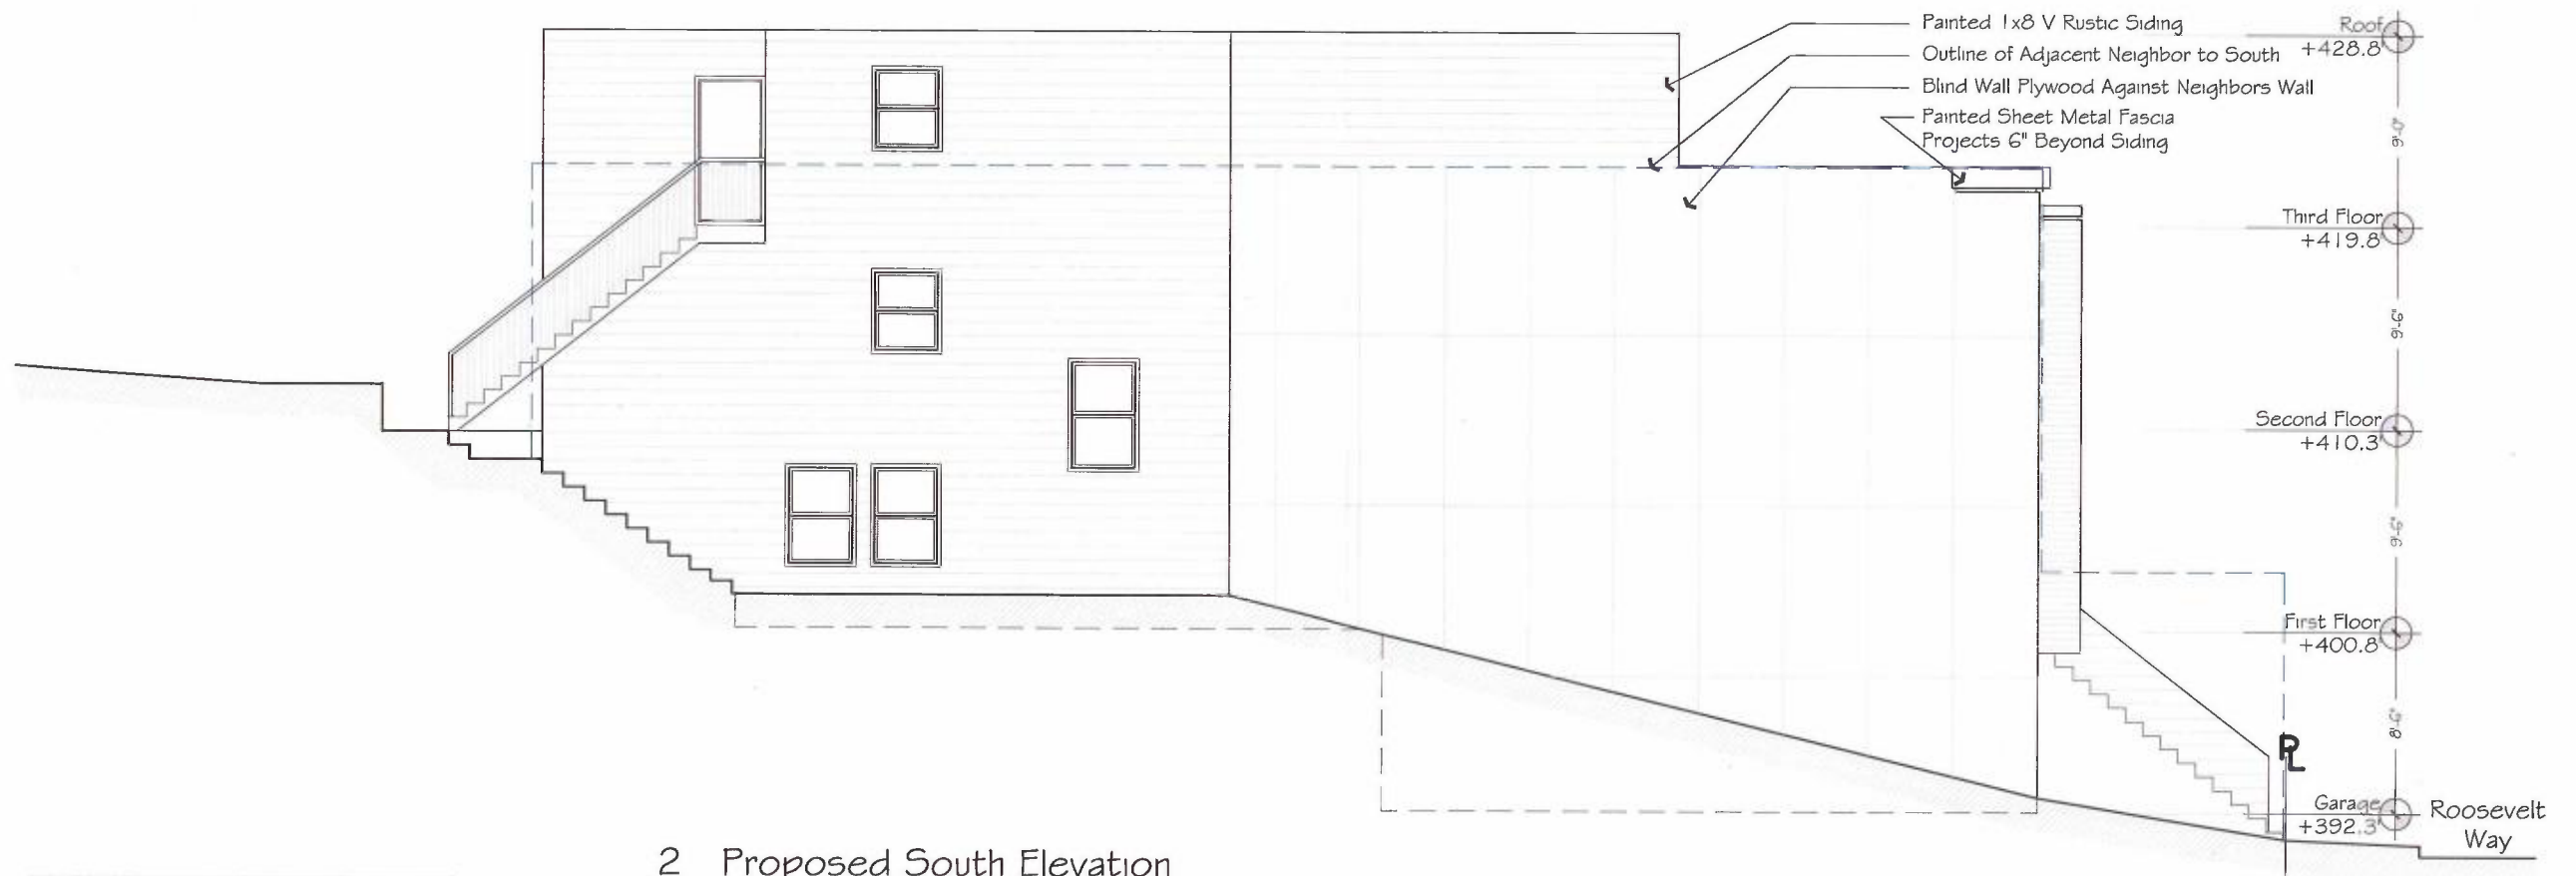 Painted 1x8 V Rustic Siding
Outline of Adjacent Neighbor to South
Blind Wall Plywood Against Neighbors Wall
Painted Sheet Metal Fascia
Projects 6" Beyond Siding
Roof
+428.8'
9'-0"
Third Floor
+419.8'
9'-6"
Second Floor
+410.3'
9'-6"
First Floor
+400.8'
8'-6"
PL
Garage
+392.3'
Roosevelt
Way
2 Proposed South Elevation